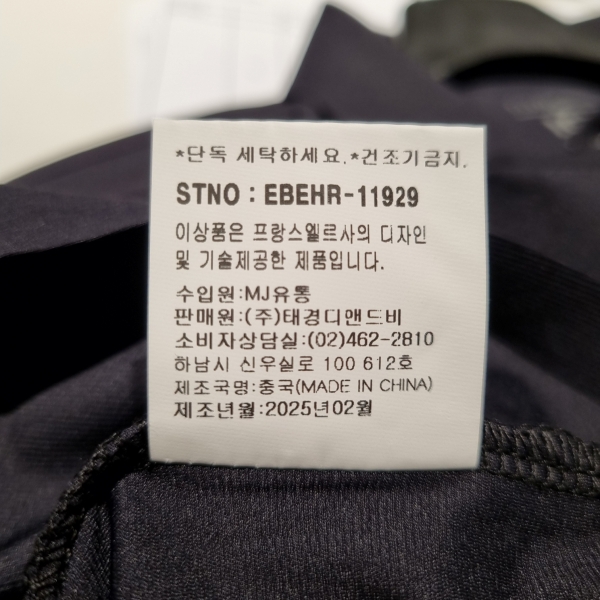 *단독 세탁하세요.*건조기금지.
STNO : EBEHR-11929
이상품은 프랑스엘르사의 디자인
및 기술제공한 제품입니다.
수입원:MJ유통
판매원:(주)태경디앤드비
소비자상담실:(02)462-2810
하남시 신우실로 100 612호
제조국명:중국(MADE IN CHINA)
제조년월:2025년02월